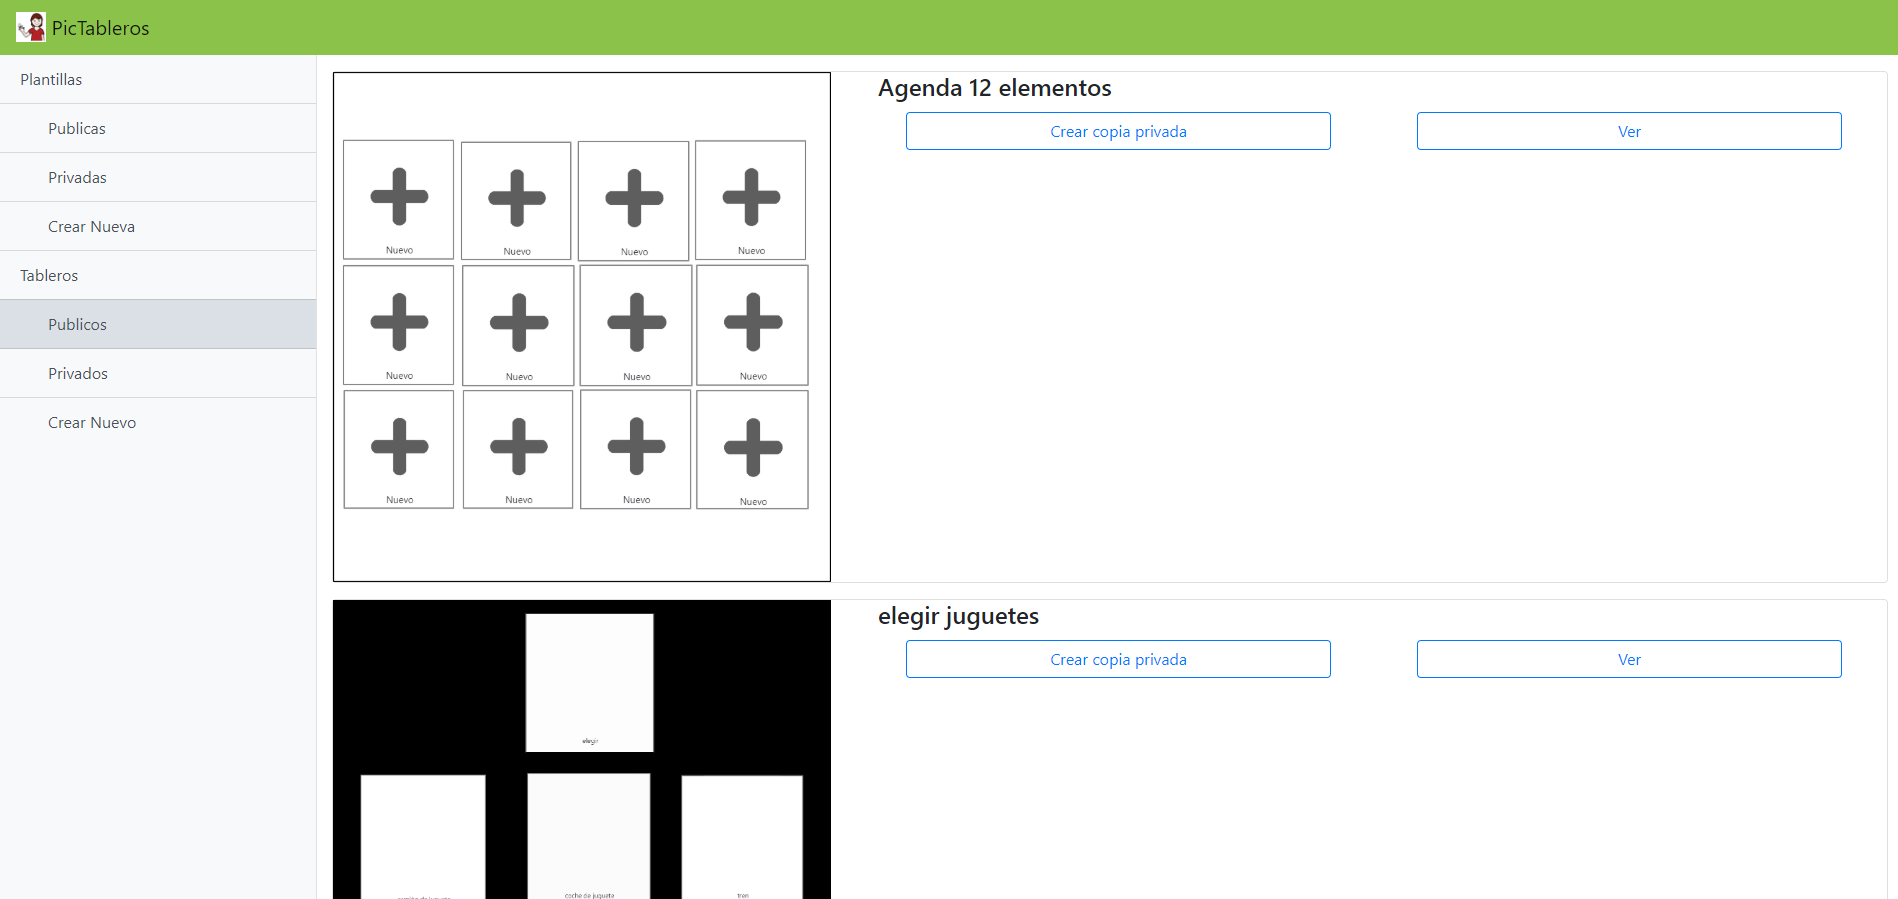 PicTableros
Plantillas
Publicas
Privadas
Crear Nueva
Tableros
Publicos
Privados
Crear Nuevo
Agenda 12 elementos
Crear copia privada
Ver
Nuevo
Nuevo
Nuevo
Nuevo
Nuevo
Nuevo
Nuevo
Nuevo
Nuevo
Nuevo
Nuevo
Nuevo
elegir juguetes
Crear copia privada
Ver
elegir
coche de juguete
tren